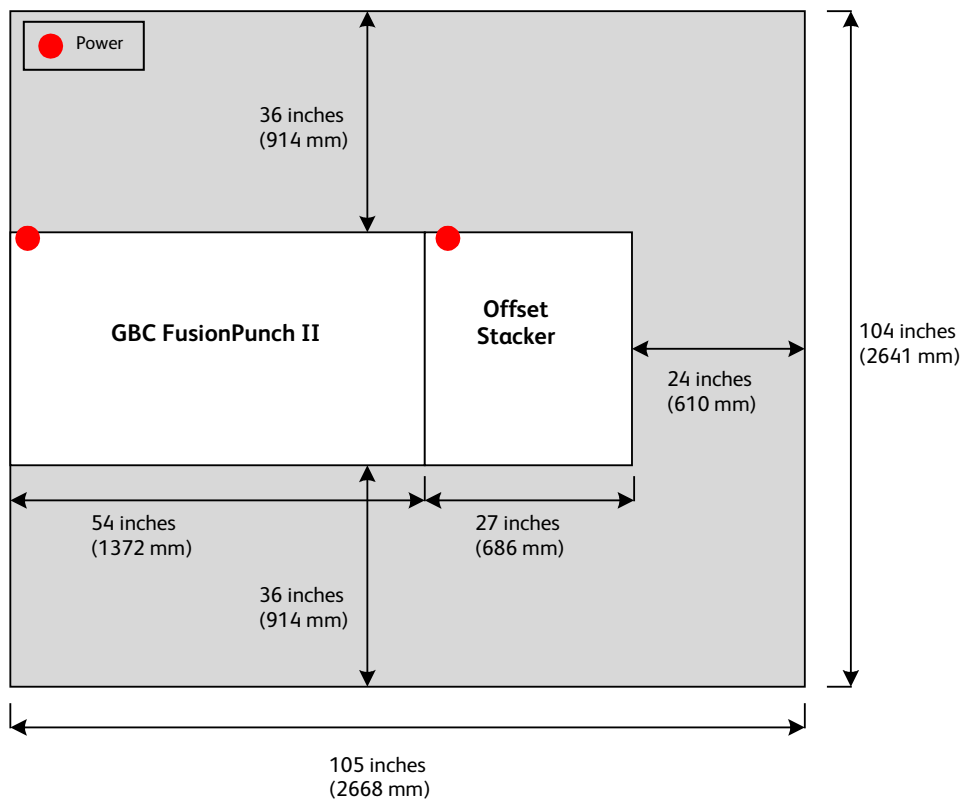 Power
36 inches
(914 mm)
GBC FusionPunch II
Offset
Stacker
104 inches
(2641 mm)
24 inches
(610 mm)
54 inches
(1372 mm)
27 inches
(686 mm)
36 inches
(914 mm)
105 inches
(2668 mm)